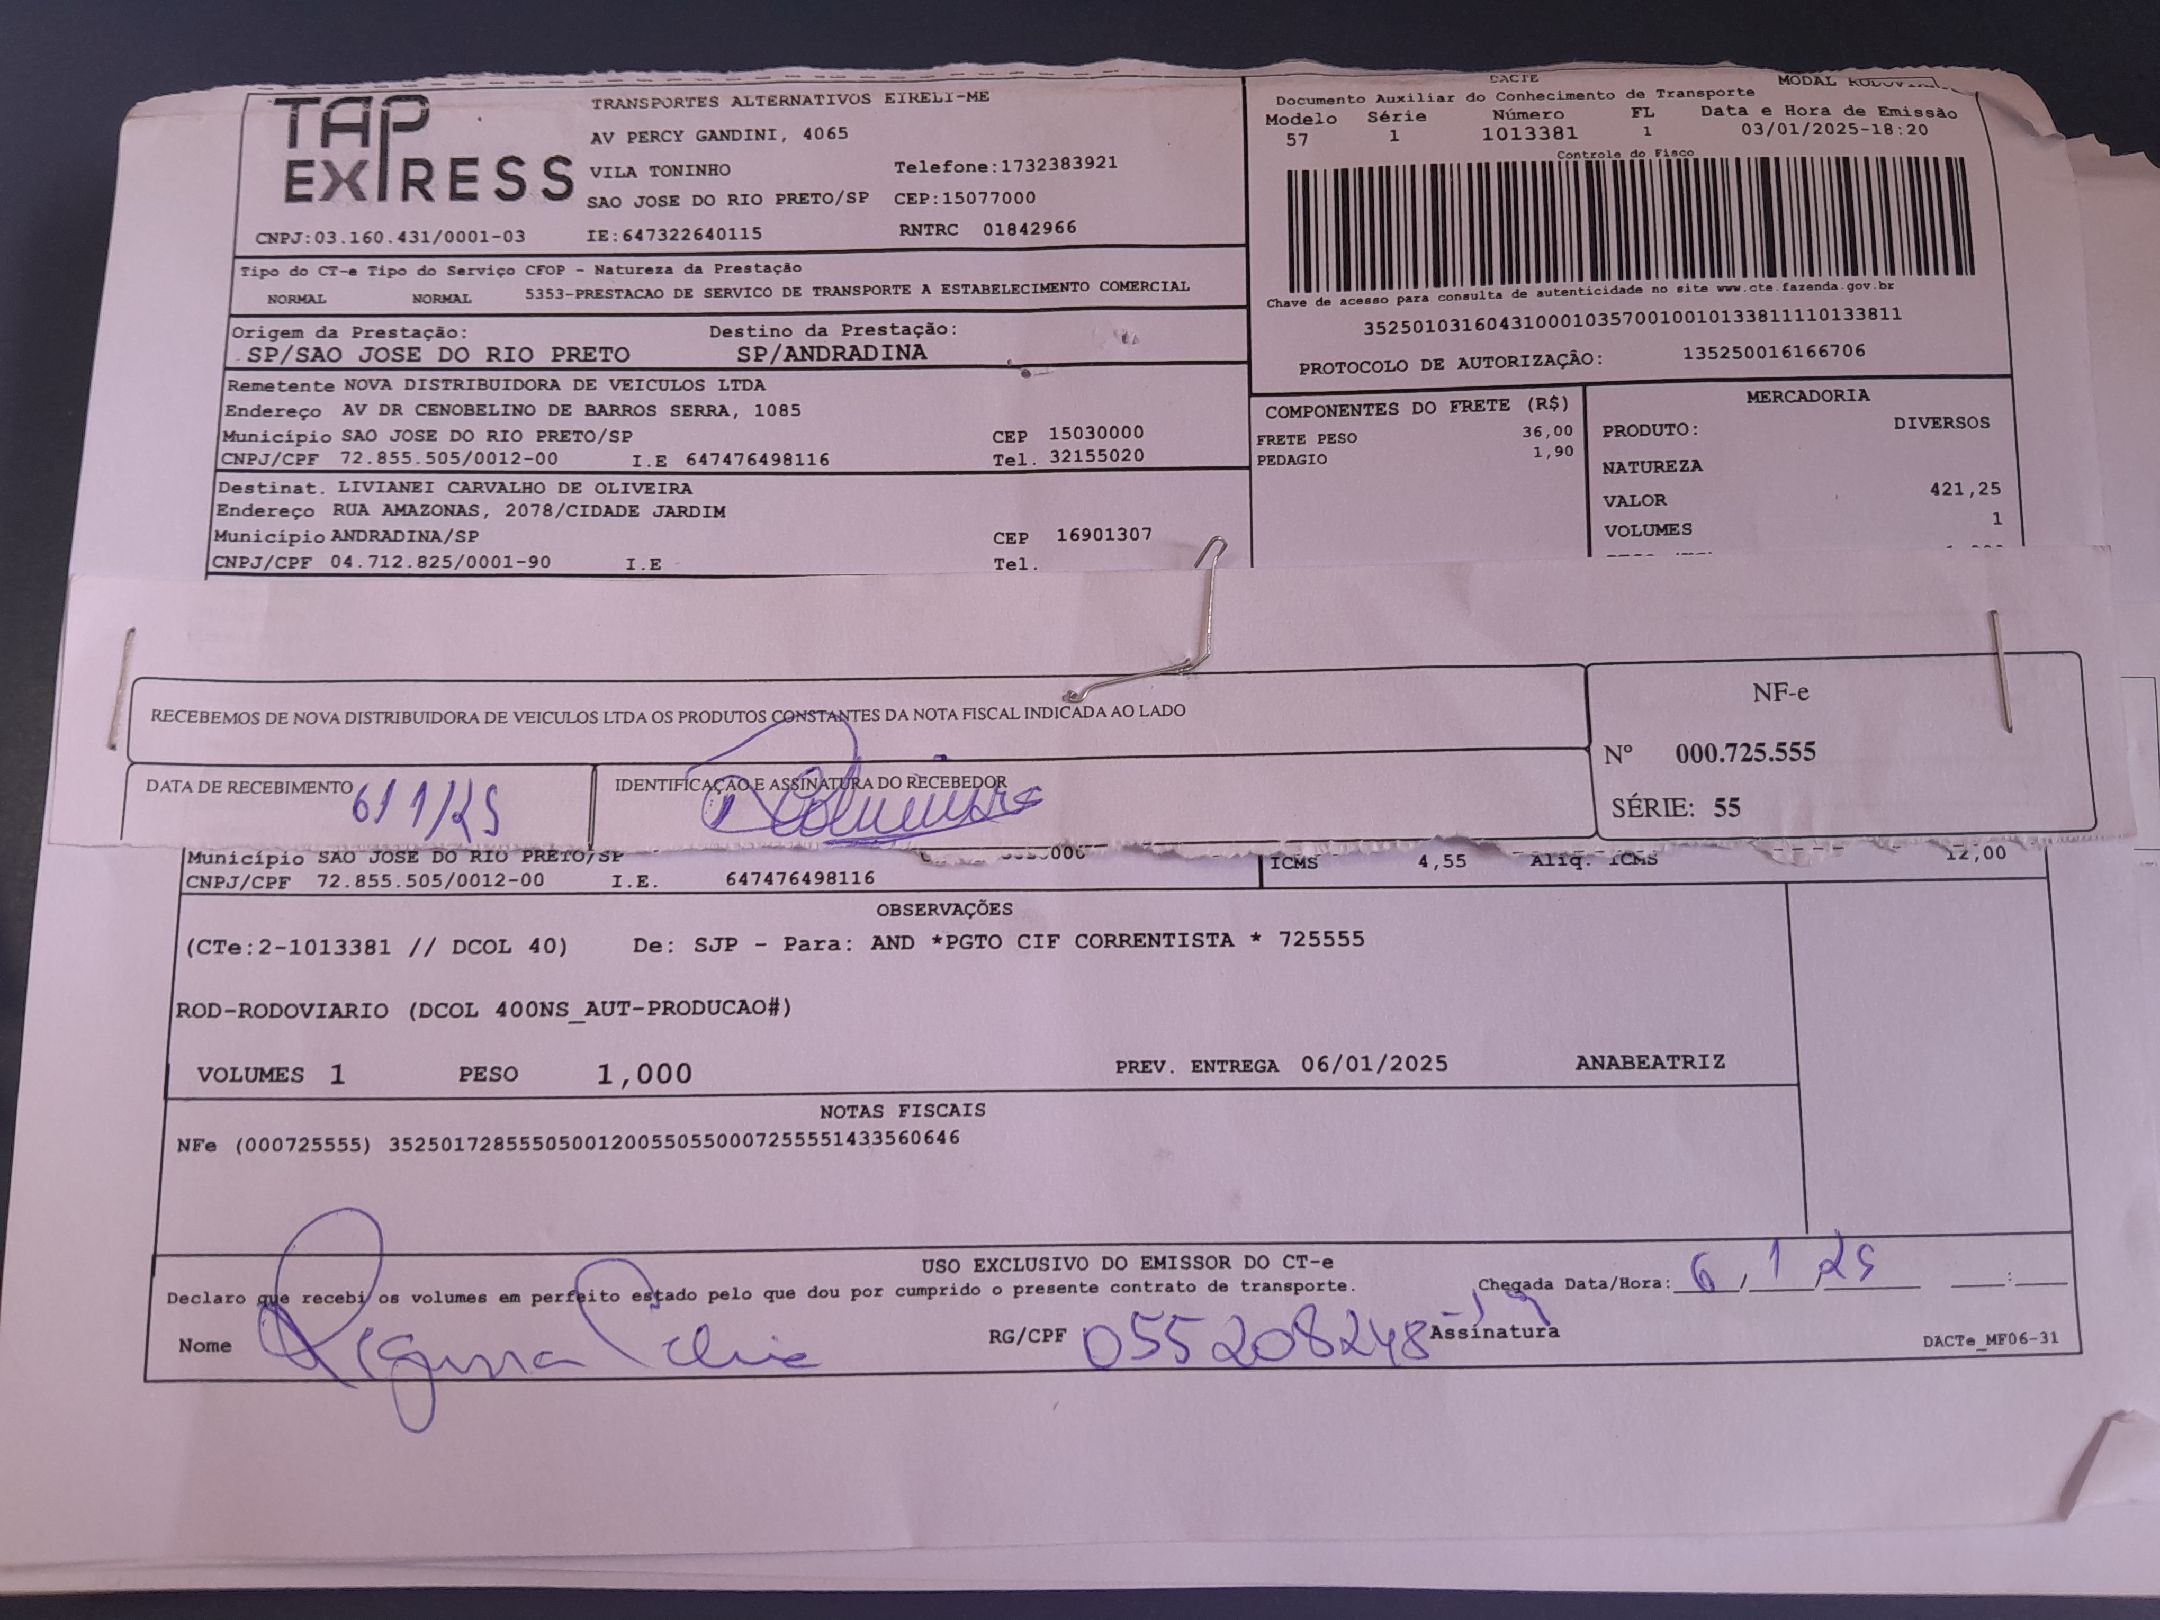 TAP EXPRESS
TRANSPORTES ALTERNATIVOS EIRELI-ME
AV PERCY GANDINI, 4065
VILA TONINHO Telefone:1732383921
SAO JOSE DO RIO PRETO/SP CEP:15077000
CNPJ:03.160.431/0001-03 IE:647322640115 RNTRC 01842966
DACTE MODAL
Documento Auxiliar do Conhecimento de Transporte
Modelo Série Número FL Data e Hora de Emissão
57 1 1013381 1 03/01/2025-18:20
Controle do Fisco
Chave de acesso para consulta de autenticidade no site www.cte.fazenda.gov.br
35250103160431000103570010010133811110133811
PROTOCOLO DE AUTORIZAÇÃO: 135250016166706
Tipo do CT-e Tipo do Serviço CFOP - Natureza da Prestação
NORMAL NORMAL 5353-PRESTACAO DE SERVICO DE TRANSPORTE A ESTABELECIMENTO COMERCIAL
Origem da Prestação: Destino da Prestação:
SP/SAO JOSE DO RIO PRETO SP/ANDRADINA
Remetente NOVA DISTRIBUIDORA DE VEICULOS LTDA
Endereço AV DR CENOBELINO DE BARROS SERRA, 1085
Município SAO JOSE DO RIO PRETO/SP CEP 15030000
CNPJ/CPF 72.855.505/0012-00 I.E 647476498116 Tel. 32155020
Destinat. LIVIANEI CARVALHO DE OLIVEIRA
Endereço RUA AMAZONAS, 2078/CIDADE JARDIM
Município ANDRADINA/SP CEP 16901307
CNPJ/CPF 04.712.825/0001-90 I.E Tel.
COMPONENTES DO FRETE (R$)
FRETE PESO 36,00
PEDAGIO 1,90
MERCADORIA
PRODUTO: DIVERSOS
NATUREZA
VALOR 421,25
VOLUMES 1
RECEBEMOS DE NOVA DISTRIBUIDORA DE VEICULOS LTDA OS PRODUTOS CONSTANTES DA NOTA FISCAL INDICADA AO LADO
DATA DE RECEBIMENTO 6/1/25
IDENTIFICAÇÃO E ASSINATURA DO RECEBEDOR
NF-e
Nº 000.725.555
SÉRIE: 55
Município SAO JOSE DO RIO PRETO/SP
CNPJ/CPF 72.855.505/0012-00 I.E. 647476498116
ICMS 4,55 Aliq. ICMS 12,00
OBSERVAÇÕES
(CTe:2-1013381 // DCOL 40) De: SJP - Para: AND *PGTO CIF CORRENTISTA * 725555
ROD-RODOVIARIO (DCOL 400NS_AUT-PRODUCAO#)
VOLUMES 1 PESO 1,000 PREV. ENTREGA 06/01/2025 ANABEATRIZ
NOTAS FISCAIS
NFe (000725555) 35250172855505001200550550007255551433560646
USO EXCLUSIVO DO EMISSOR DO CT-e
Declaro que recebi os volumes em perfeito estado pelo que dou por cumprido o presente contrato de transporte. Chegada Data/Hora: 6/1/25 :
Nome RG/CPF 055208248-19 Assinatura
DACTe_MF06-31